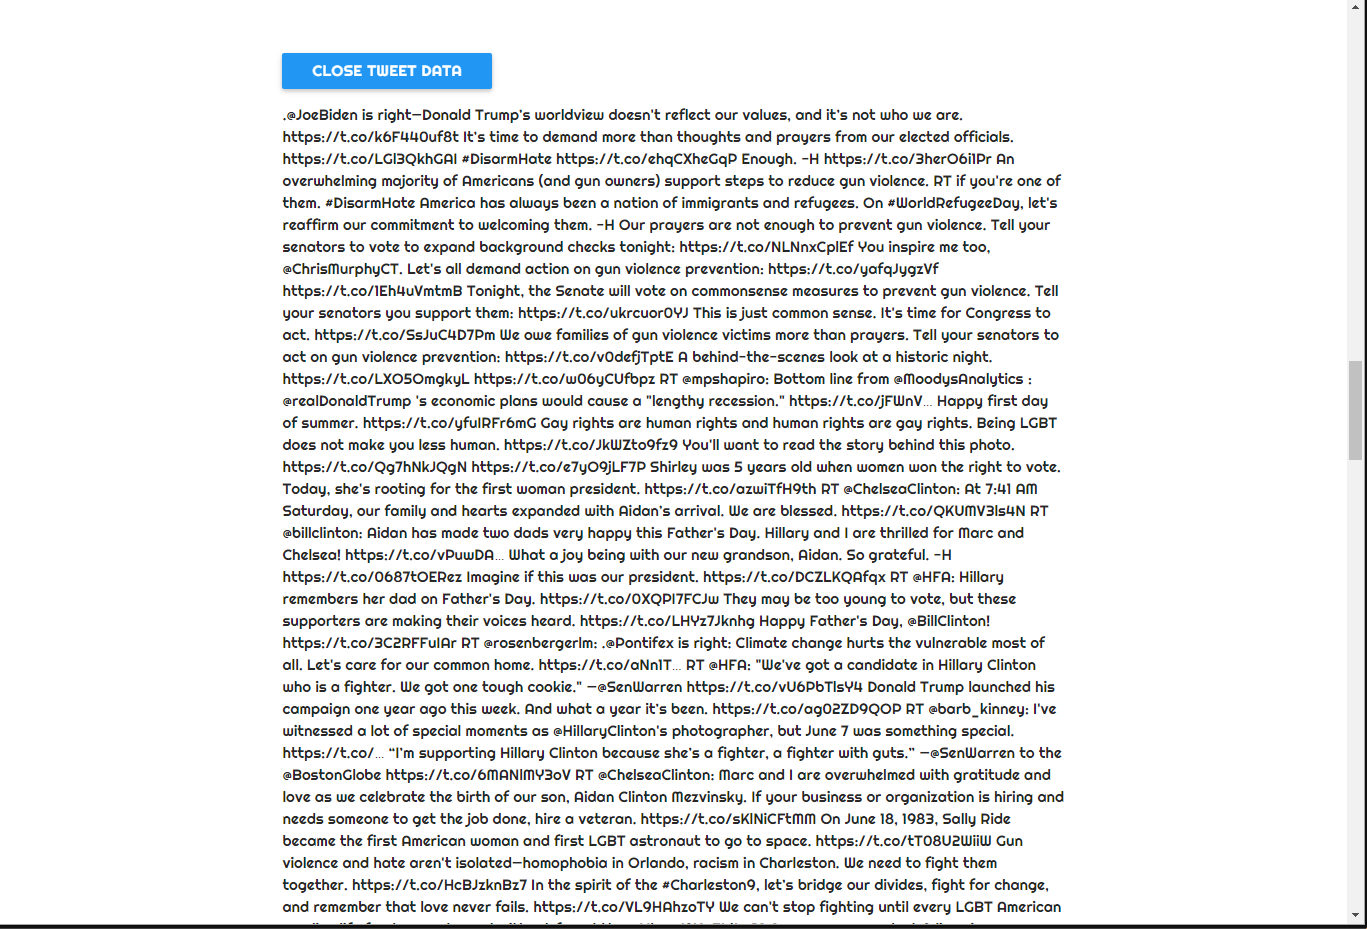 CLOSE TWEET DATA
.@JoeBiden is right—Donald Trump's worldview doesn't reflect our values, and it's not who we are.
https://t.co/k6F440uf8t It's time to demand more than thoughts and prayers from our elected officials.
https://t.co/LGl3QkhGAI #DisarmHate https://t.co/ehqCXheGqP Enough. -H https://t.co/3herO6i1Pr An
overwhelming majority of Americans (and gun owners) support steps to reduce gun violence. RT if you're one of
them. #DisarmHate America has always been a nation of immigrants and refugees. On #WorldRefugeeDay, let's
reaffirm our commitment to welcoming them. -H Our prayers are not enough to prevent gun violence. Tell your
senators to vote to expand background checks tonight: https://t.co/NLNnxCplEf You inspire me too,
@ChrisMurphyCT. Let's all demand action on gun violence prevention: https://t.co/yafqJygzVf
https://t.co/1Eh4uVmtmB Tonight, the Senate will vote on commonsense measures to prevent gun violence. Tell
your senators you support them: https://t.co/ukrcuor0YJ This is just common sense. It's time for Congress to
act. https://t.co/SsJuC4D7Pm We owe families of gun violence victims more than prayers. Tell your senators to
act on gun violence prevention: https://t.co/v0defjTptE A behind-the-scenes look at a historic night.
https://t.co/LXO5OmgkyL https://t.co/w06yCUfbpz RT @mpshapiro: Bottom line from @MoodysAnalytics :
@realDonaldTrump 's economic plans would cause a "lengthy recession." https://t.co/jFWnV… Happy first day
of summer. https://t.co/yfuIRFr6mG Gay rights are human rights and human rights are gay rights. Being LGBT
does not make you less human. https://t.co/JkWZto9fz9 You'll want to read the story behind this photo.
https://t.co/Qg7hNkJQgN https://t.co/e7yO9jLF7P Shirley was 5 years old when women won the right to vote.
Today, she's rooting for the first woman president. https://t.co/azwiTfH9th RT @ChelseaClinton: At 7:41 AM
Saturday, our family and hearts expanded with Aidan's arrival. We are blessed. https://t.co/QKUMV3ls4N RT
@billclinton: Aidan has made two dads very happy this Father's Day. Hillary and I are thrilled for Marc and
Chelsea! https://t.co/vPuwDA… What a joy being with our new grandson, Aidan. So grateful. -H
https://t.co/0687tOERez Imagine if this was our president. https://t.co/DCZLKQAfqx RT @HFA: Hillary
remembers her dad on Father's Day. https://t.co/0XQPI7FCJw They may be too young to vote, but these
supporters are making their voices heard. https://t.co/LHYz7Jknhg Happy Father's Day, @BillClinton!
https://t.co/3C2RFFuIAr RT @rosenbergerlm: .@Pontifex is right: Climate change hurts the vulnerable most of
all. Let's care for our common home. https://t.co/aNn1T… RT @HFA: "We've got a candidate in Hillary Clinton
who is a fighter. We got one tough cookie." —@SenWarren https://t.co/vU6PbTlsY4 Donald Trump launched his
campaign one year ago this week. And what a year it's been. https://t.co/ag02ZD9QOP RT @barb_kinney: I've
witnessed a lot of special moments as @HillaryClinton's photographer, but June 7 was something special.
https://t.co/… “I'm supporting Hillary Clinton because she's a fighter, a fighter with guts.” —@SenWarren to the
@BostonGlobe https://t.co/6MANlMY3oV RT @ChelseaClinton: Marc and I are overwhelmed with gratitude and
love as we celebrate the birth of our son, Aidan Clinton Mezvinsky. If your business or organization is hiring and
needs someone to get the job done, hire a veteran. https://t.co/sKlNiCFtMM On June 18, 1983, Sally Ride
became the first American woman and first LGBT astronaut to go to space. https://t.co/tT08U2WiiW Gun
violence and hate aren't isolated—homophobia in Orlando, racism in Charleston. We need to fight them
together. https://t.co/HcBJzknBz7 In the spirit of the #Charleston9, let's bridge our divides, fight for change,
and remember that love never fails. https://t.co/VL9HAhzoTY We can't stop fighting until every LGBT American